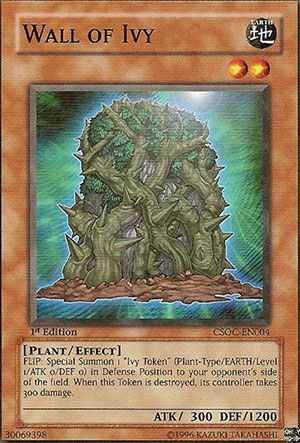 WALL OF IVY
EARTH
地
1st Edition
CSOC-EN004
[PLANT/EFFECT]
FLIP: Special Summon 1 "Ivy Token" (Plant-Type/EARTH/Level
1/ATK 0/DEF 0) in Defense Position to your opponent's side
of the field. When this Token is destroyed, its controller takes
300 damage.
ATK/ 300 DEF/1200
30069398
©1996 KAZUKI TAKAHASHI